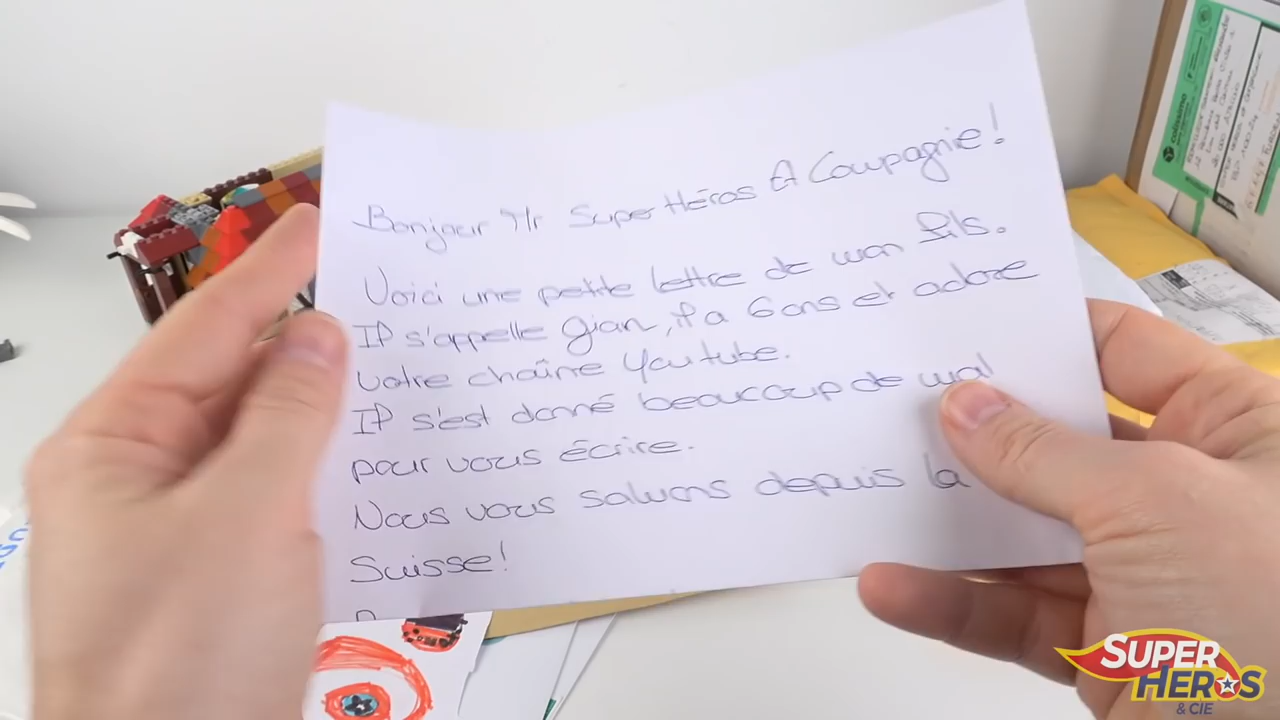 Bonjour Mr Super Héros Et Compagnie!
Voici une petite lettre de mon fils.
Il s'appelle Gian, il a 6 ans et adore
votre chaîne Youtube.
Il s'est donné beaucoup de mal
pour vous écrire.
Nous vous saluons depuis la
Suisse!
colissimo
SUPER
HEROS
& CIE